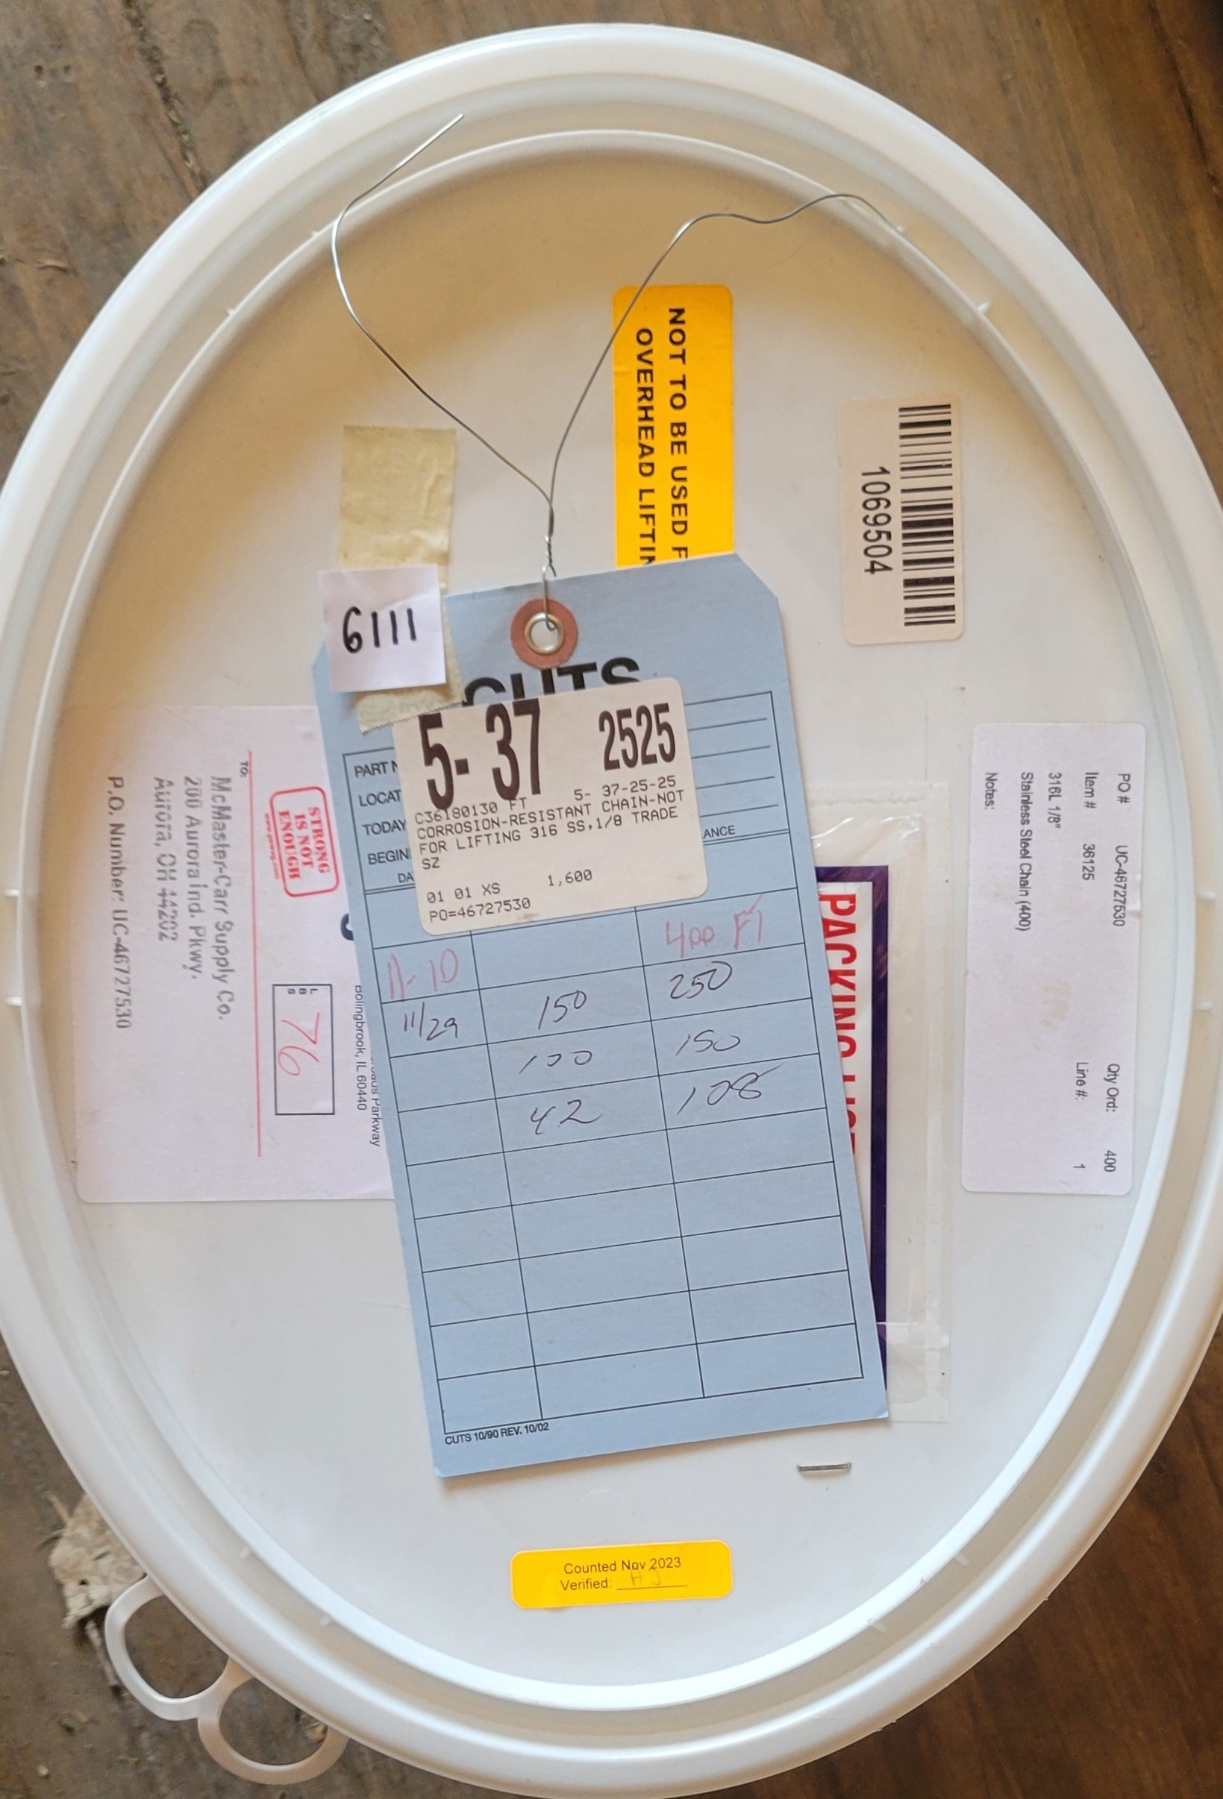 NOT TO BE USED F
OVERHEAD LIFTIN
1069504
6111
CUTS
5- 37 2525
C36180130 FT 5- 37-25-25
CORROSION-RESISTANT CHAIN-NOT
FOR LIFTING 316 SS,1/8 TRADE
SZ
01 01 XS 1,600
PO=46727530
PART N
LOCAT
TODAY
BEGIN
DA
ANCE
400 FT
11-10
11/29 150 250
100 150
42 108
CUTS 10/90 REV. 10/02
TO:
McMaster-Carr Supply Co.
200 Aurora Ind. Pkwy.
Aurora, OH 44202
P.O. Number: UC-46727530
STRONG
IS NOT
ENOUGH
LBS
76
Parkway
Bolingbrook, IL 60440
PACKING LIST
PO # UC-46727530 Qty Ord: 400
Item # 36125 Line #: 1
316L 1/8"
Stainless Steel Chain (400)
Notes:
Counted Nov 2023
Verified: